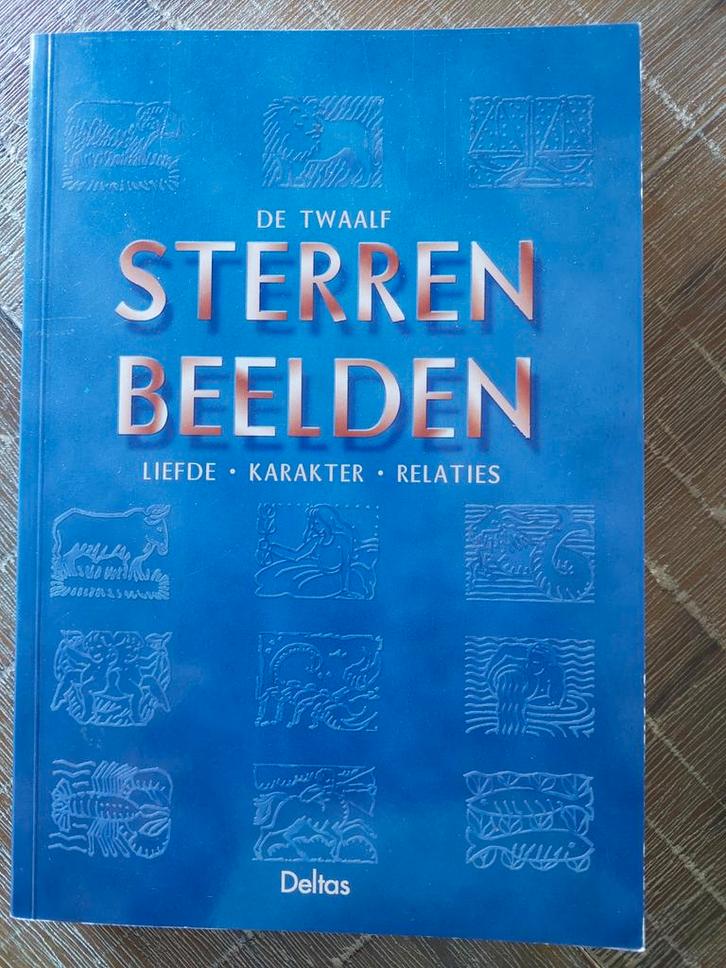 DE TWAALF
STERREN
BEELDEN
LIEFDE • KARAKTER • RELATIES
Deltas